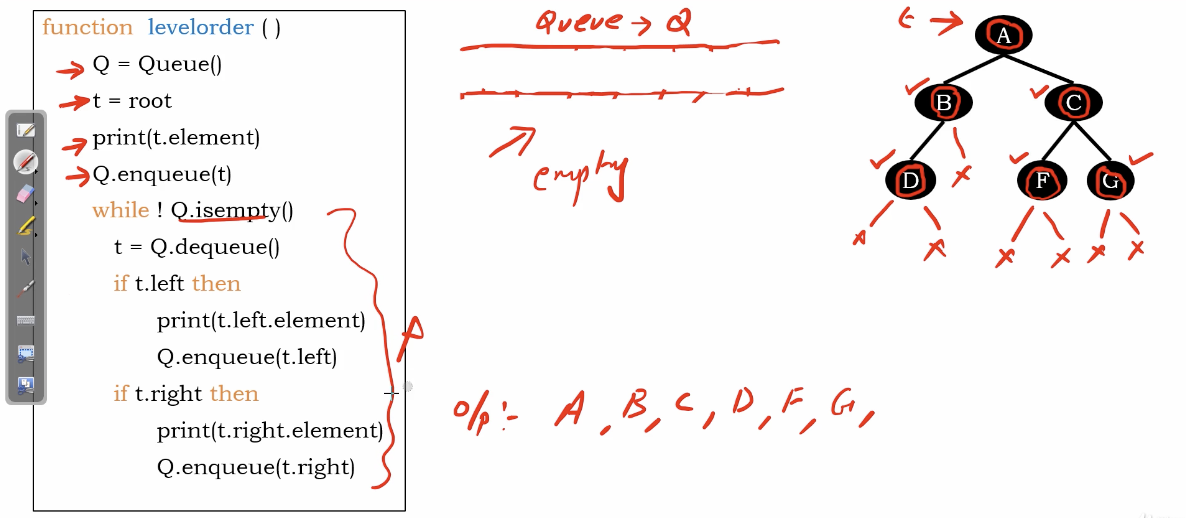 function levelorder ( )
Q = Queue()
t = root
print(t.element)
Q.enqueue(t)
while ! Q.isempty()
t = Q.dequeue()
if t.left then
print(t.left.element)
Q.enqueue(t.left)
if t.right then
print(t.right.element)
Q.enqueue(t.right)
Queue → Q
empty
t →
A
B C
D F G
o/p :- A, B, C, D, F, G,